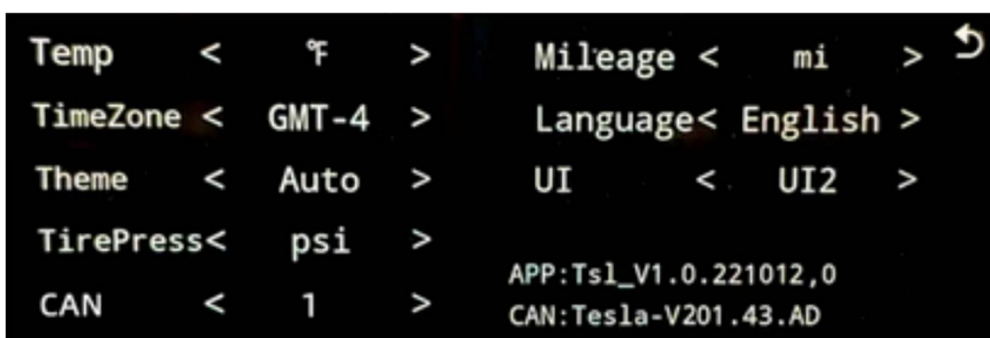 Temp < °F > Mileage < mi >
TimeZone < GMT-4 > Language< English >
Theme < Auto > UI < UI2 >
TirePress< psi >
APP:Tsl_V1.0.221012,0
CAN < 1 >
CAN:Tesla-V201.43.AD